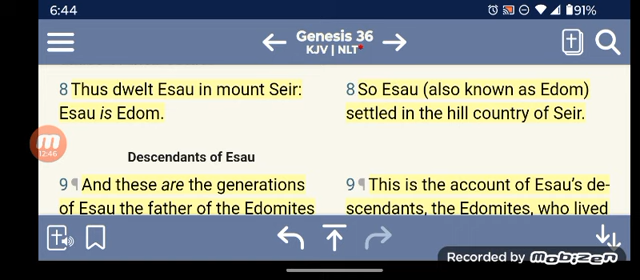 6:44
91%
Genesis 36
KJV | NLT
8 Thus dwelt Esau in mount Seir:
Esau is Edom.
8 So Esau (also known as Edom)
settled in the hill country of Seir.
12:46
Descendants of Esau
9 ¶ And these are the generations
of Esau the father of the Edomites
9 ¶ This is the account of Esau’s de-
scendants, the Edomites, who lived
Recorded by Mobizen